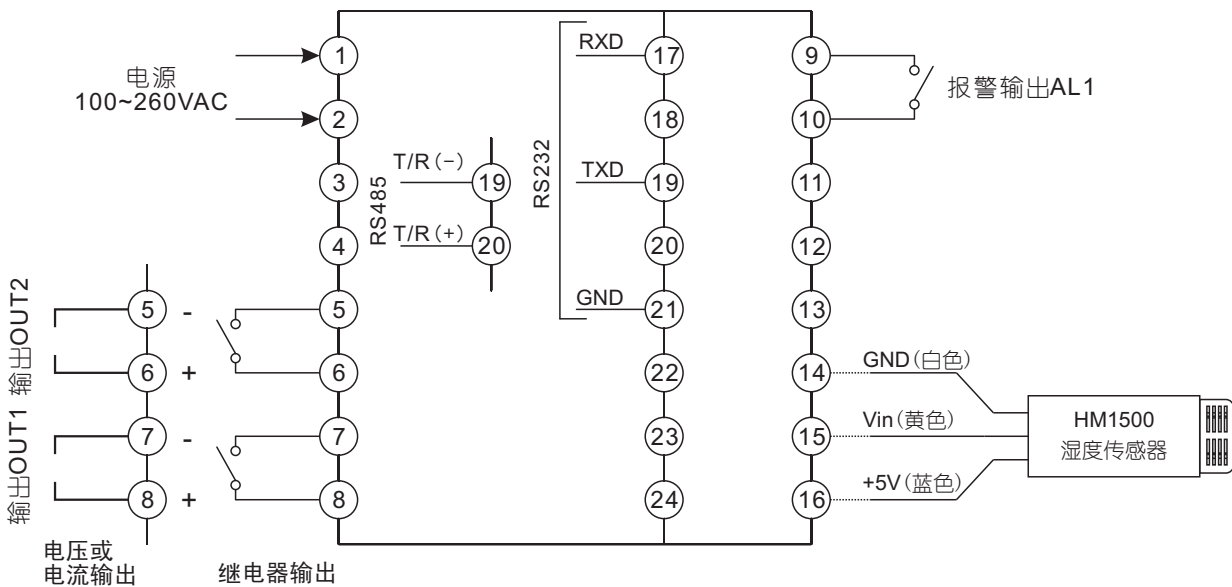 电源
100~260VAC
1
2
3
4
5
6
7
8
输出OUT2
输出OUT1
5
-
6
+
7
-
8
+
电压或
电流输出
继电器输出
RS485
T/R(-)
19
T/R(+)
20
RS232
RXD
17
18
TXD
19
20
GND
21
22
23
24
9
10
11
12
13
14
15
16
报警输出AL1
GND(白色)
Vin(黄色)
+5V(蓝色)
HM1500
湿度传感器